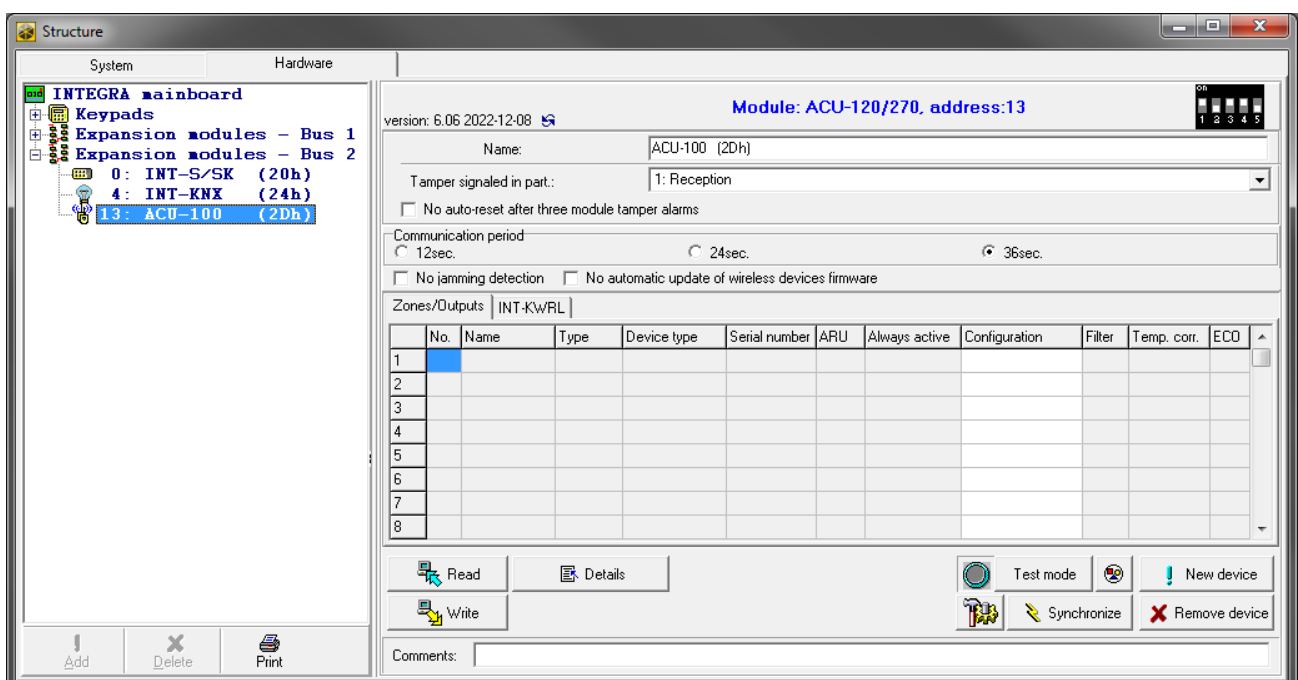 Structure
System Hardware
INTEGRA mainboard
Keypads
Expansion modules - Bus 1
Expansion modules - Bus 2
0: INT-S/SK (20h)
4: INT-KNX (24h)
13: ACU-100 (2Dh)
Add Delete Print
version: 6.06 2022-12-08 Module: ACU-120/270, address:13
on
1 2 3 4 5
Name: ACU-100 (2Dh)
Tamper signaled in part.: 1: Reception
No auto-reset after three module tamper alarms
Communication period
12sec. 24sec. 36sec.
No jamming detection No automatic update of wireless devices firmware
Zones/Outputs INT-KWRL
No. Name Type Device type Serial number ARU Always active Configuration Filter Temp. corr. ECO
1
2
3
4
5
6
7
8
Read Details Test mode New device
Write Synchronize Remove device
Comments: